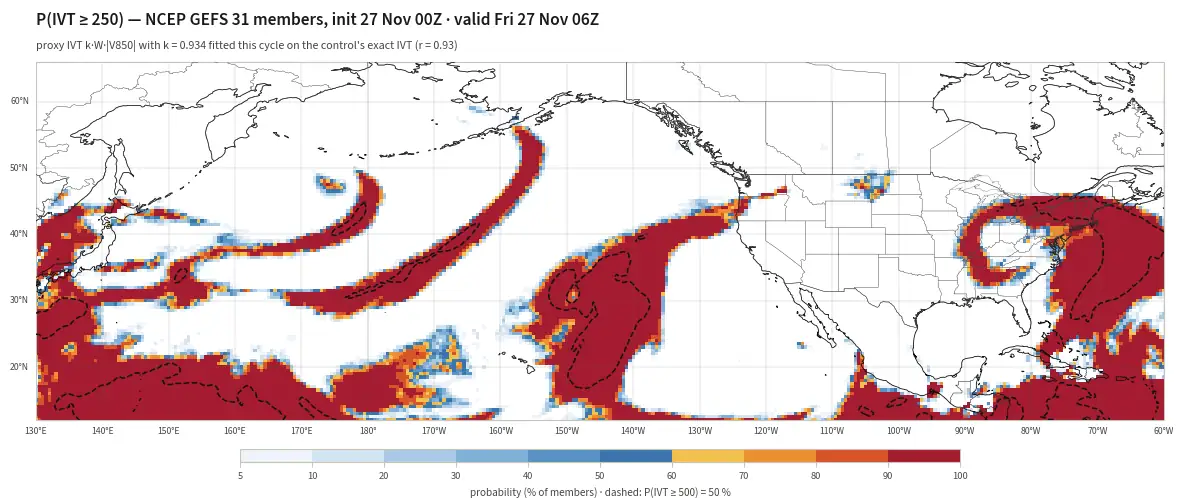 P(IVT ≥ 250) — NCEP GEFS 31 members, init 27 Nov 00Z · valid Fri 27 Nov 06Z
proxy IVT k·W·|V850| with k = 0.934 fitted this cycle on the control's exact IVT (r = 0.93)
60°N
50°N
40°N
30°N
20°N
130°E 140°E 150°E 160°E 170°E 180° 170°W 160°W 150°W 140°W 130°W 120°W 110°W 100°W 90°W 80°W 70°W 60°W
5 10 20 30 40 50 60 70 80 90 100
probability (% of members) · dashed: P(IVT ≥ 500) = 50 %